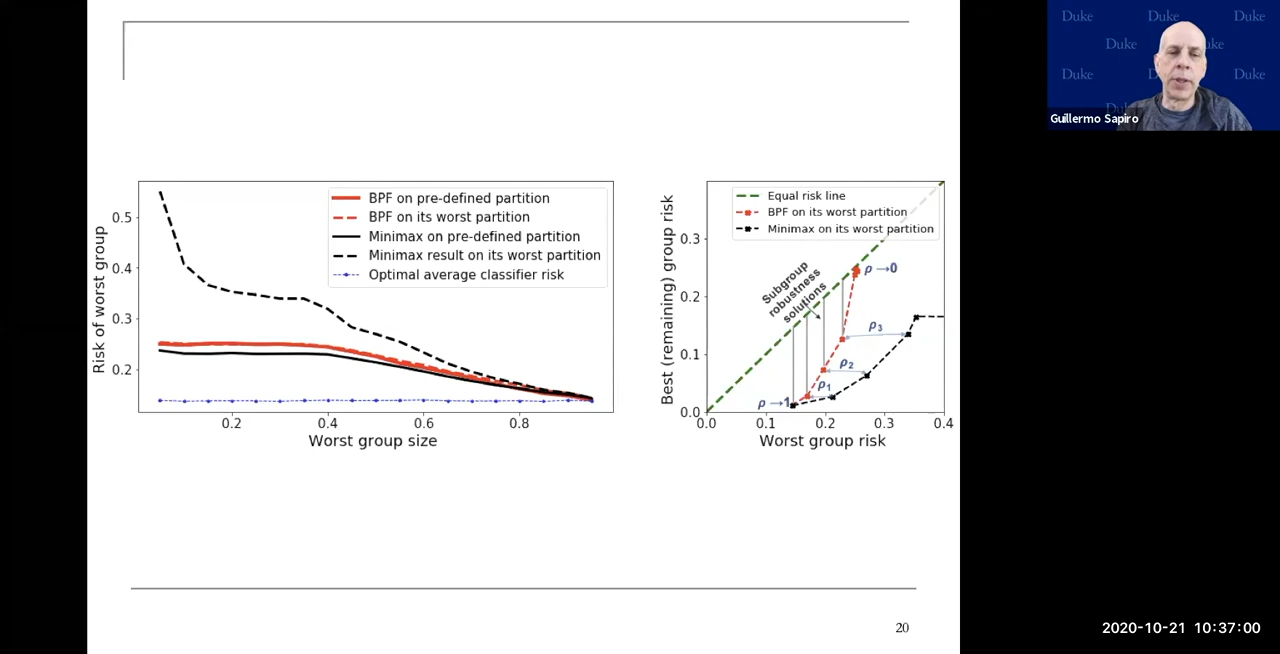 BPF on pre-defined partition
BPF on its worst partition
Minimax on pre-defined partition
Minimax result on its worst partition
Optimal average classifier risk
Risk of worst group
0.5
0.4
0.3
0.2
0.2
0.4
0.6
0.8
Worst group size
Equal risk line
BPF on its worst partition
Minimax on its worst partition
Best (remaining) group risk
0.3
0.2
0.1
0.0
Subgroup
robustness
solutions
ρ →0
ρ3
ρ2
ρ1
ρ →1
0.0
0.1
0.2
0.3
0.4
Worst group risk
20
Duke
Duke
Duke
Duke
Duke
Duke
Guillermo Sapiro
2020-10-21 10:37:00